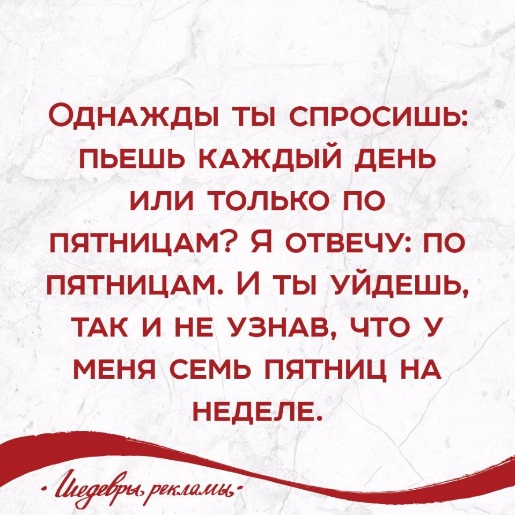 Однажды ты спросишь:
пьешь каждый день
или только по
пятницам? Я отвечу: по
пятницам. И ты уйдешь,
так и не узнав, что у
меня семь пятниц на
неделе.
· Шедевры рекламы ·